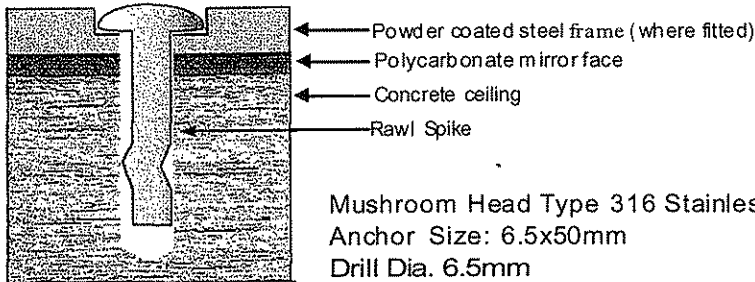 Powder coated steel frame (where fitted)
Polycarbonate mirror face
Concrete ceiling
Rawl Spike
Mushroom Head Type 316 Stainles
Anchor Size: 6.5x50mm
Drill Dia. 6.5mm